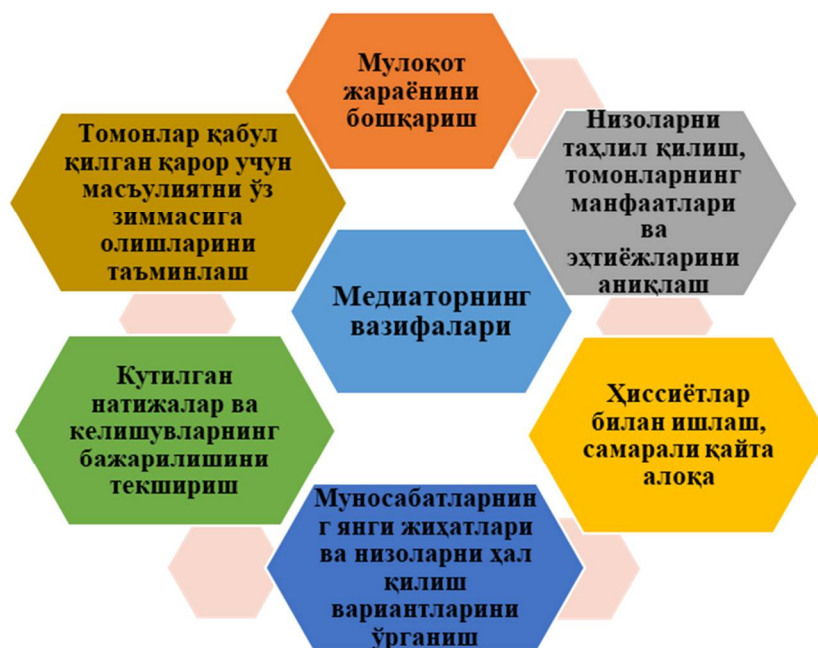 Мулоқот
жараёнини
бошқариш
Томонлар қабул
қилган қарор учун
масъулиятни ўз
зиммасига
олишларини
таъминлаш
Низоларни
таҳлил қилиш,
томонларнинг
манфаатлари
ва
эҳтиёжларини
аниқлаш
Медиаторнинг
вазифалари
Кутилган
натижалар ва
келишувларнинг
бажарилишини
текшириш
Ҳиссиётлар
билан ишлаш,
самарали қайта
алоқа
Муносабатларнин
г янги жиҳатлари
ва низоларни ҳал
қилиш
вариантларини
ўрганиш